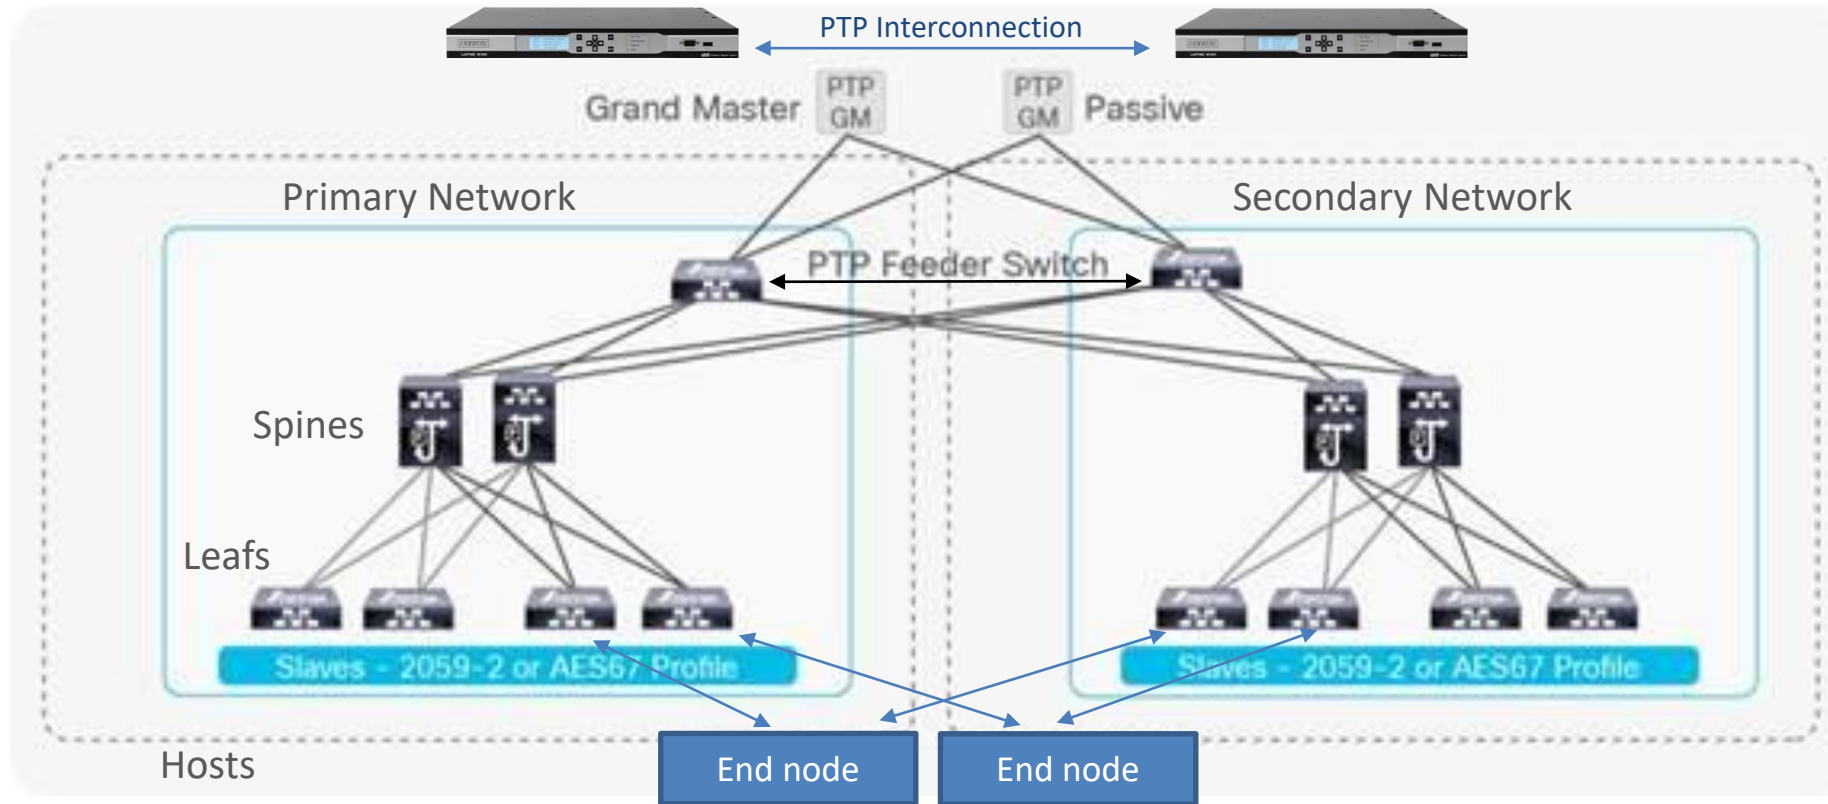 PTP Interconnection
Grand Master
PTP
GM
PTP
GM
Passive
Primary Network
Secondary Network
PTP Feeder Switch
Spines
Leafs
Slaves - 2059-2 or AES67 Profile
Slaves - 2059-2 or AES67 Profile
Hosts
End node
End node